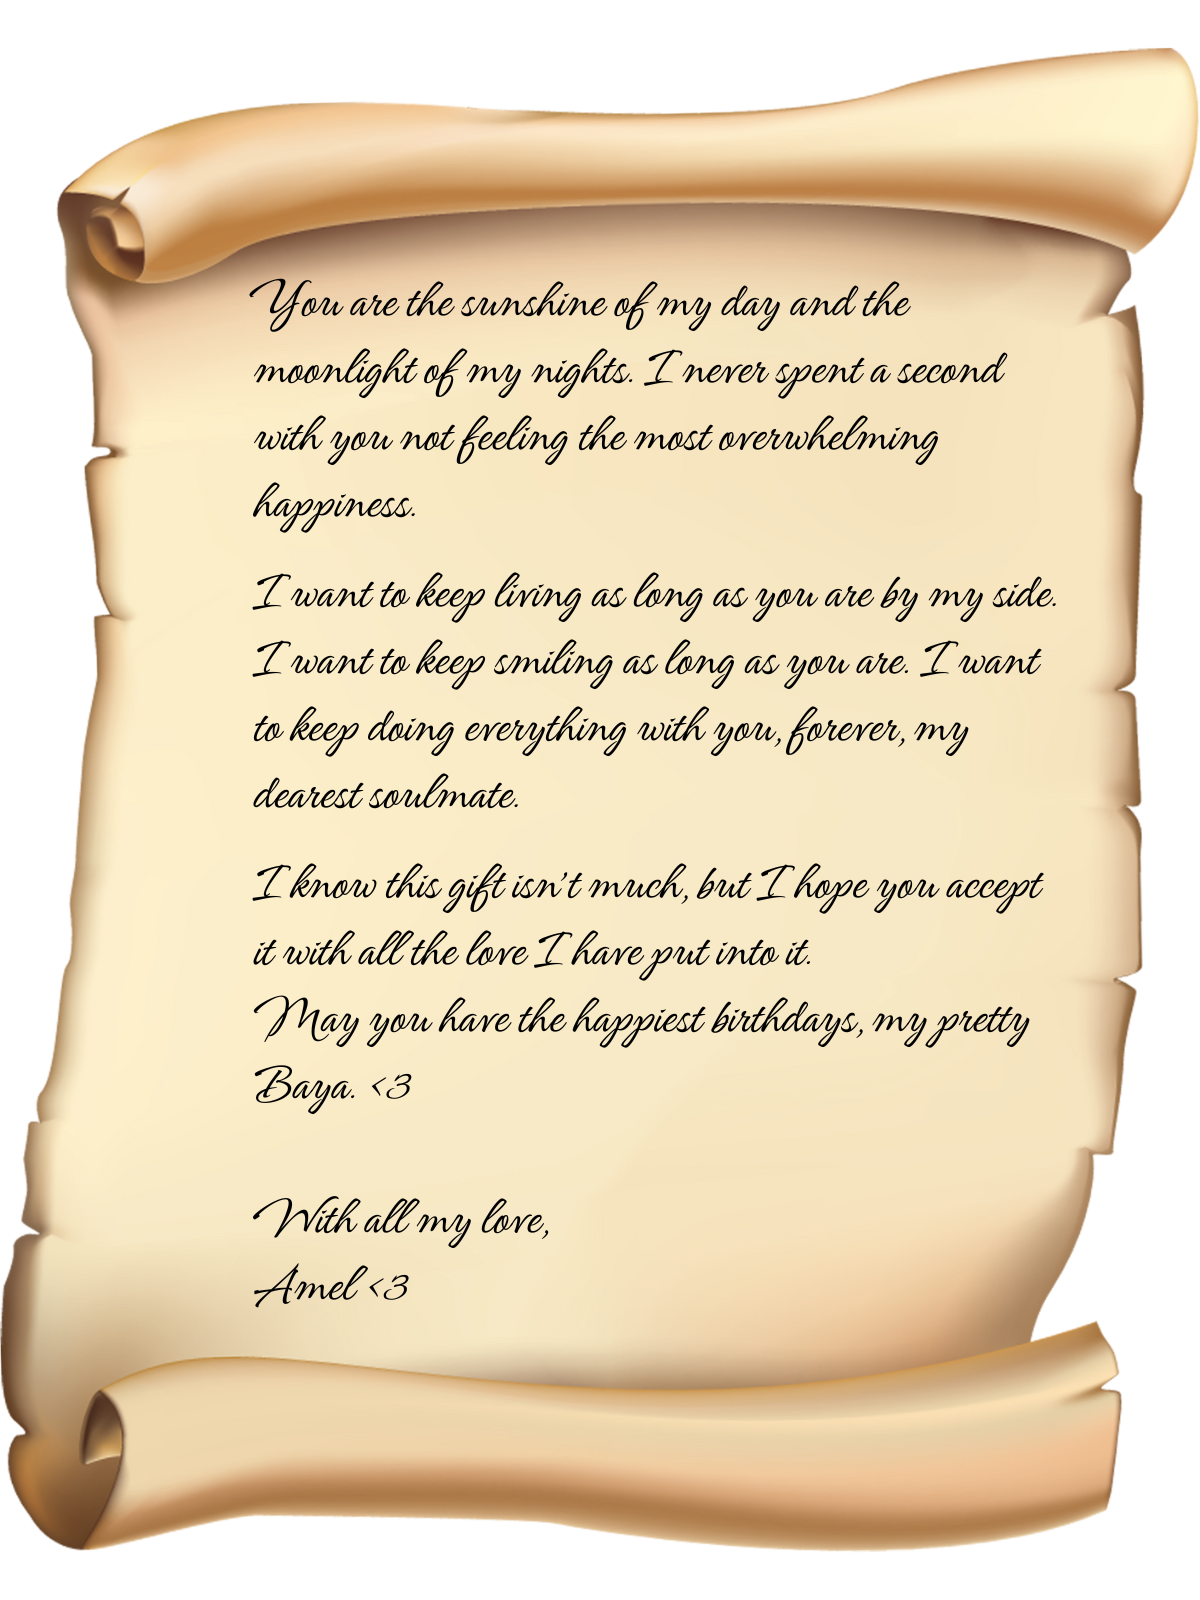 You are the sunshine of my day and the
moonlight of my nights. I never spent a second
with you not feeling the most overwhelming
happiness.
I want to keep living as long as you are by my side.
I want to keep smiling as long as you are. I want
to keep doing everything with you, forever, my
dearest soulmate.
I know this gift isn't much, but I hope you accept
it with all the love I have put into it.
May you have the happiest birthdays, my pretty
Baya. <3
With all my love,
Amel <3